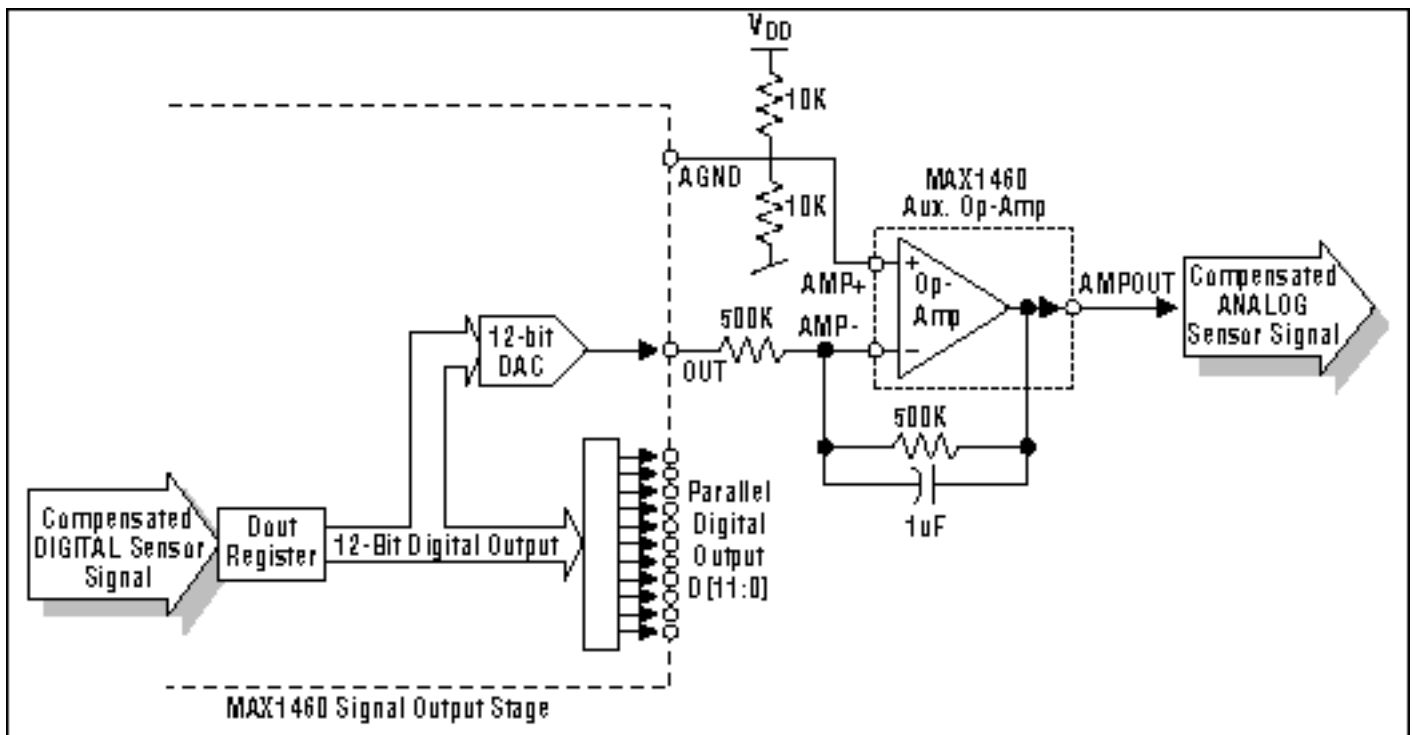 VDD
10K
AGND
10K
MAX1460
Aux. Op-Amp
AMP+
+
Op-
Amp
AMPOUT
Compensated
ANALOG
Sensor Signal
12-bit
DAC
OUT
500K
AMP-
−
500K
1uF
Compensated
DIGITAL Sensor
Signal
Dout
Register
12-Bit Digital Output
Parallel
Digital
Output
D[11:0]
MAX1460 Signal Output Stage